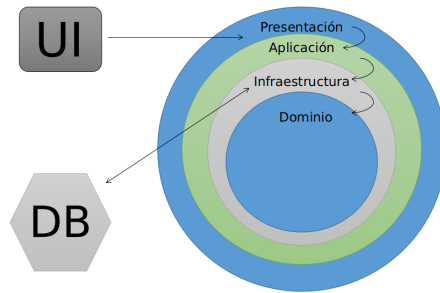 UI
Presentación
Aplicación
Infraestructura
Dominio
DB